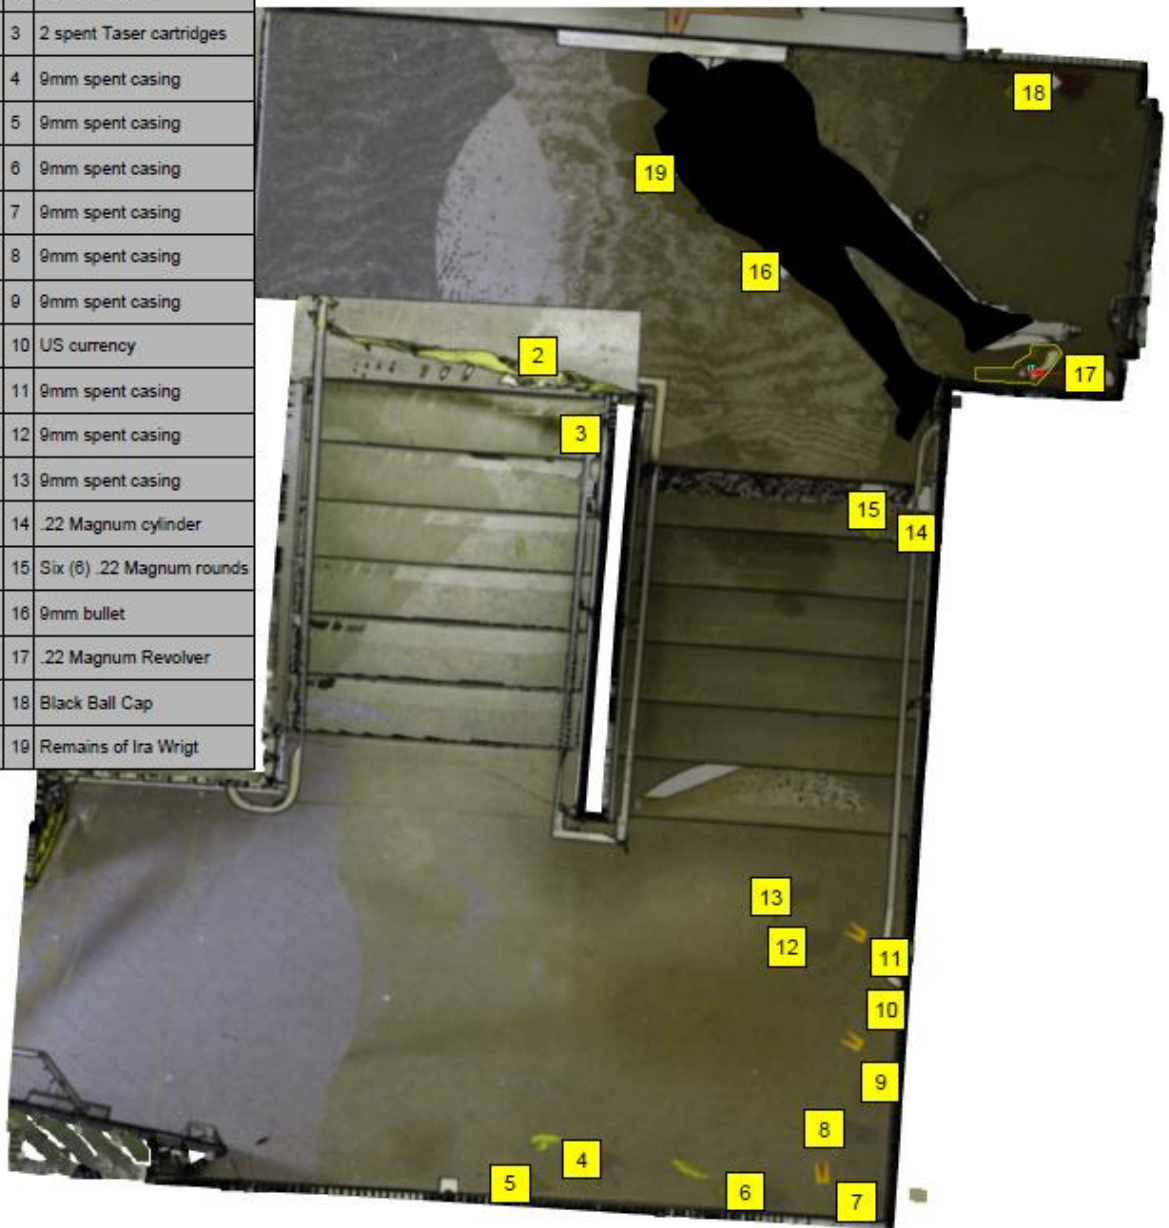 3 2 spent Taser cartridges
4 9mm spent casing
5 9mm spent casing
6 9mm spent casing
7 9mm spent casing
8 9mm spent casing
9 9mm spent casing
10 US currency
11 9mm spent casing
12 9mm spent casing
13 9mm spent casing
14 .22 Magnum cylinder
15 Six (6) .22 Magnum rounds
16 9mm bullet
17 .22 Magnum Revolver
18 Black Ball Cap
19 Remains of Ira Wrigt
18
19
16
2
17
3
15
14
13
12
11
10
9
8
4
5
6
7